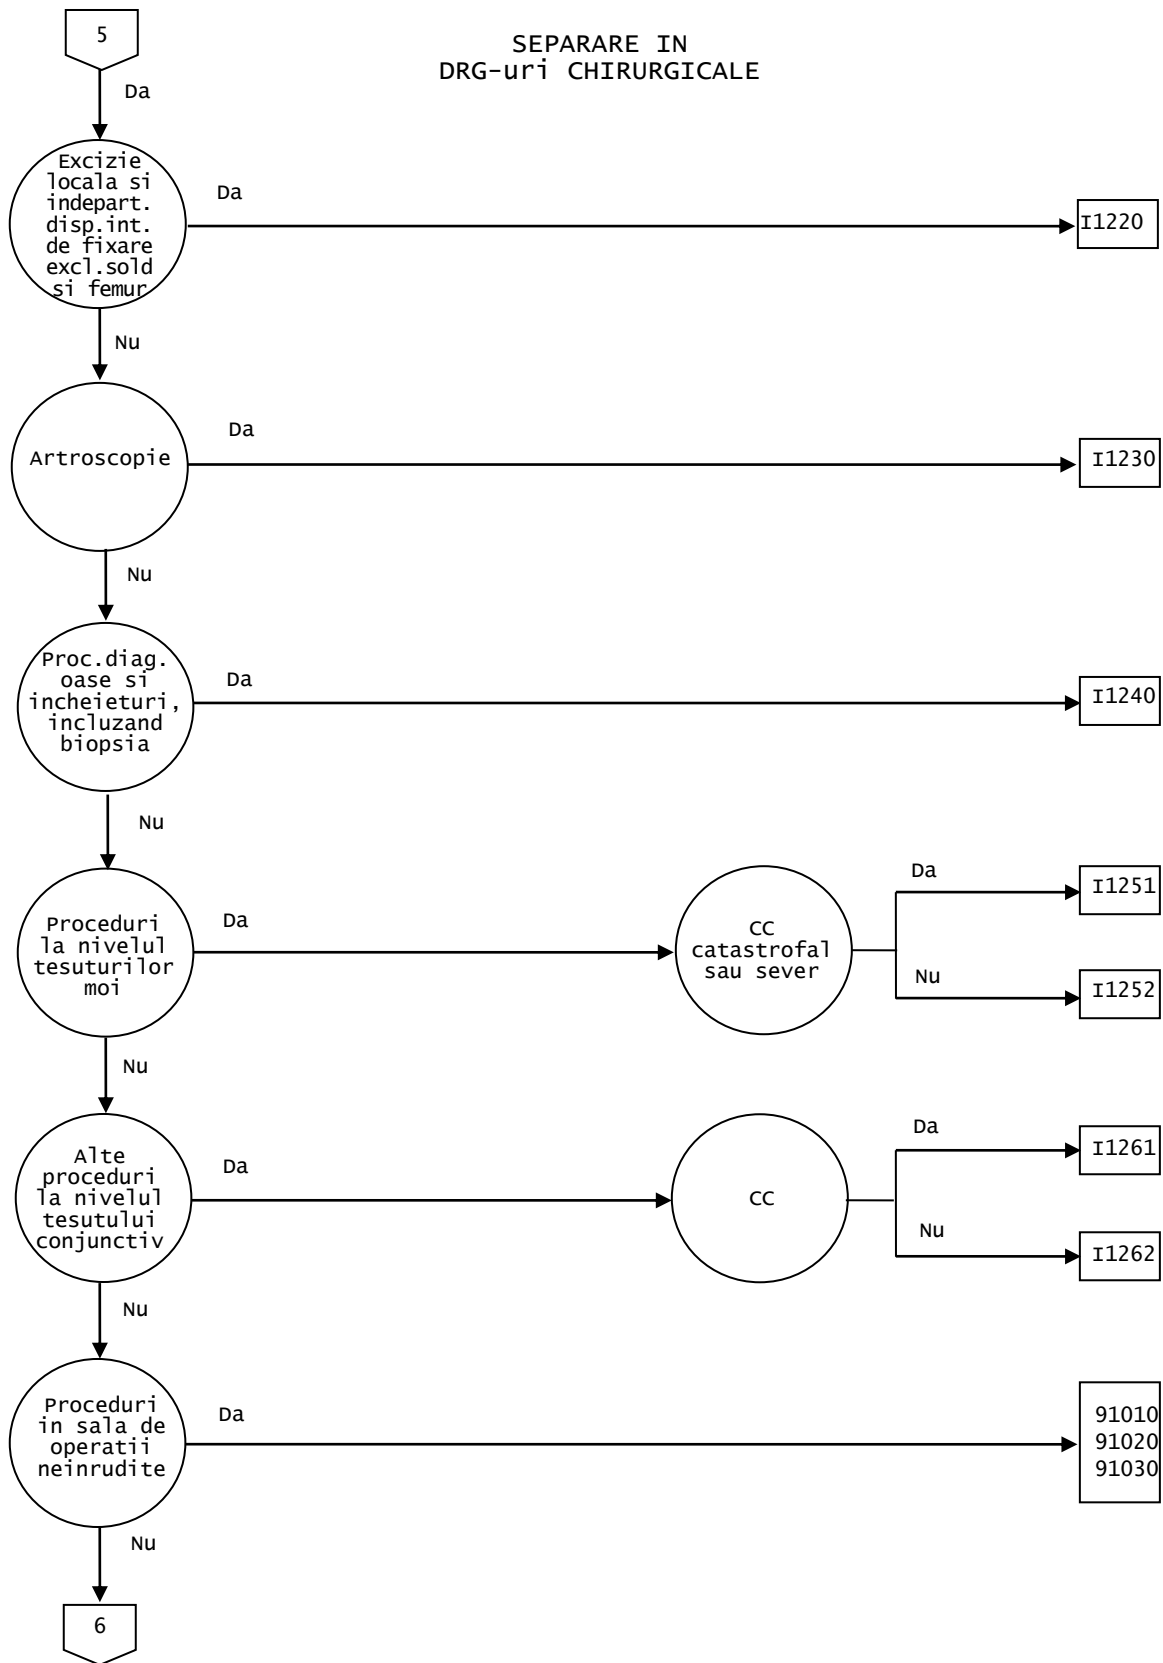 5
SEPARARE IN
DRG-uri CHIRURGICALE
Da
Excizie
locala si
indepart.
disp.int.
de fixare
excl.sold
si femur
Da
I1220
Nu
Artroscopie
Da
I1230
Nu
Proc.diag.
oase si
incheieturi,
incluzand
biopsia
Da
I1240
Nu
Proceduri
la nivelul
tesuturilor
moi
Da
CC
catastrofal
sau sever
Da
I1251
Nu
I1252
Nu
Alte
proceduri
la nivelul
tesutului
conjunctiv
Da
CC
Da
I1261
Nu
I1262
Nu
Proceduri
in sala de
operatii
neinrudite
Da
91010
91020
91030
Nu
6